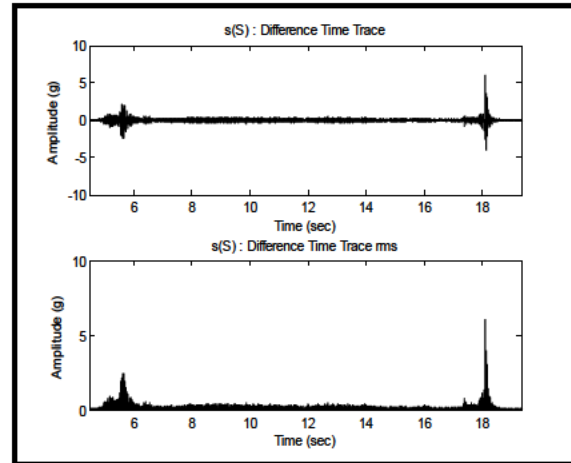 s(S) : Difference Time Trace
10
5
0
-5
-10
Amplitude (g)
6 8 10 12 14 16 18
Time (sec)
s(S) : Difference Time Trace rms
10
5
0
Amplitude (g)
6 8 10 12 14 16 18
Time (sec)